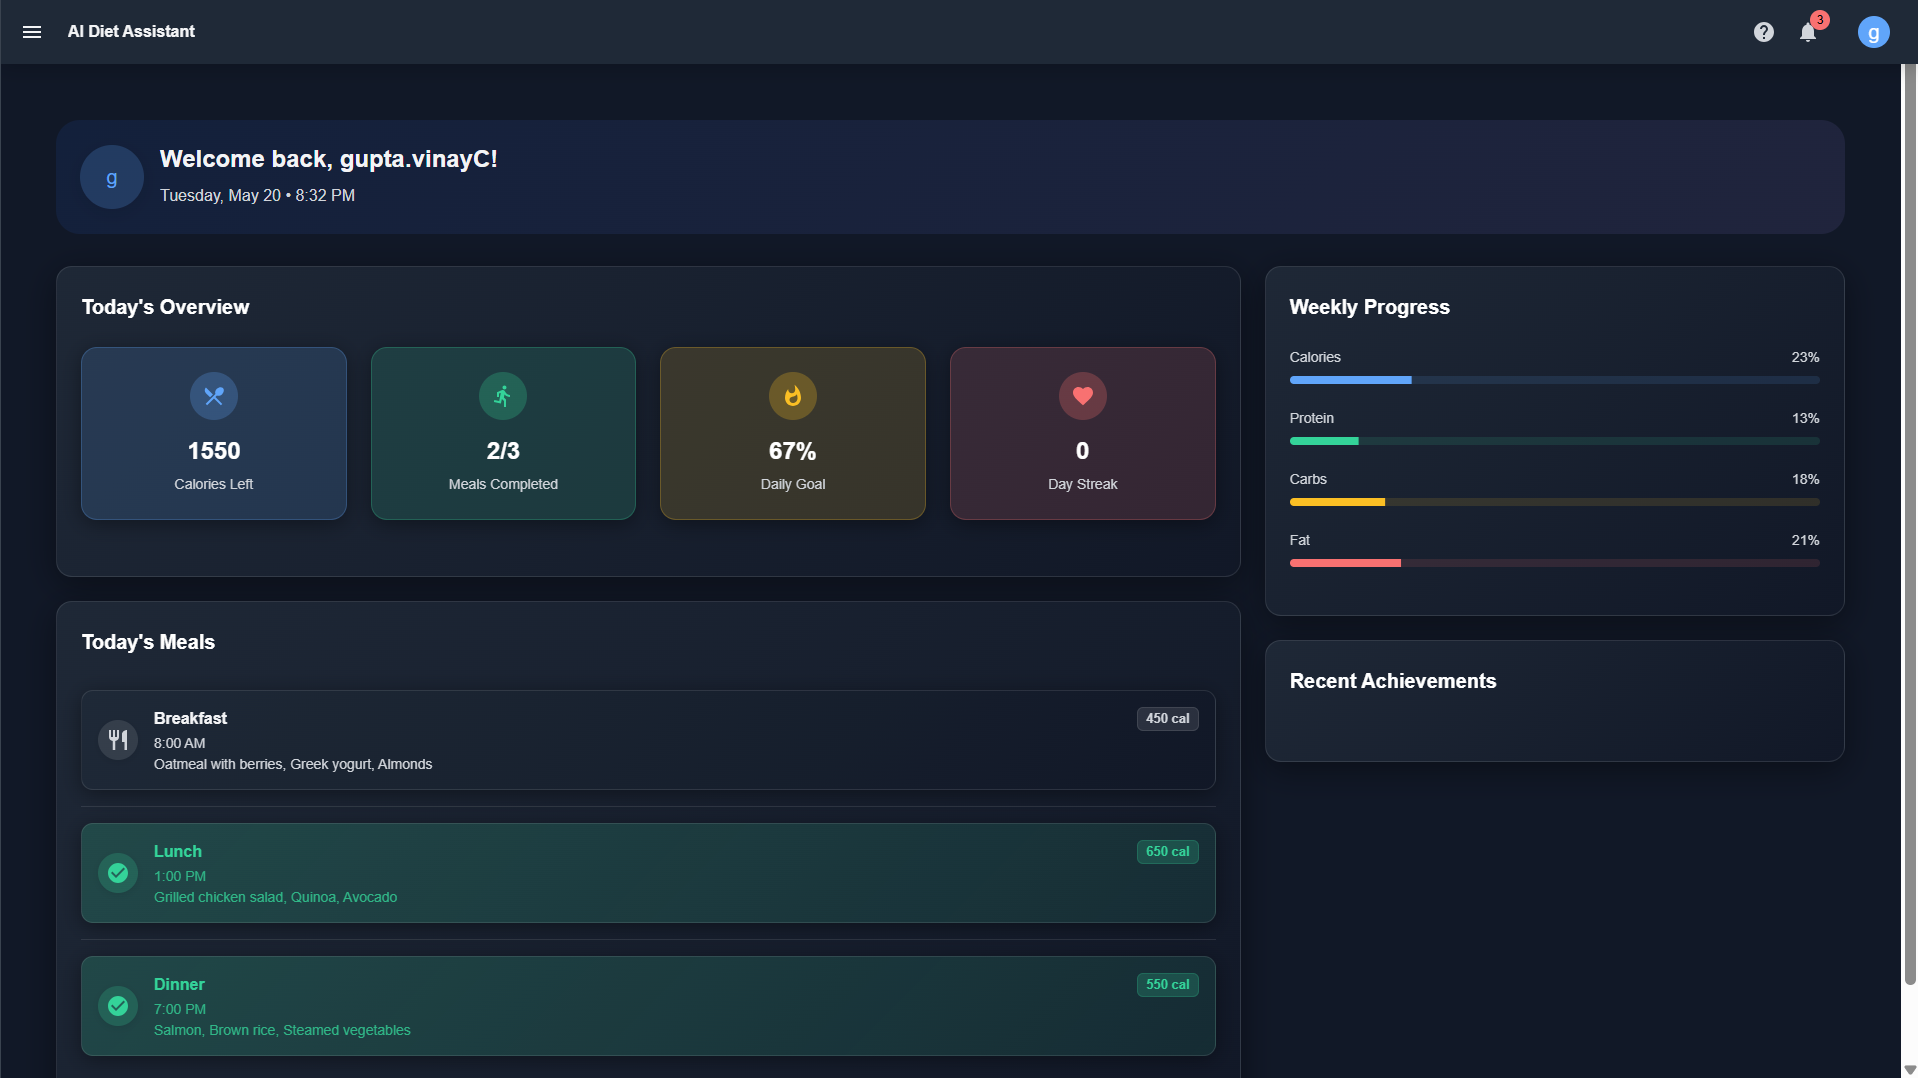 AI Diet Assistant
3
g
g
Welcome back, gupta.vinayC!
Tuesday, May 20 • 8:32 PM
Today's Overview
1550
Calories Left
2/3
Meals Completed
67%
Daily Goal
0
Day Streak
Weekly Progress
Calories 23%
Protein 13%
Carbs 18%
Fat 21%
Today's Meals
Breakfast 450 cal
8:00 AM
Oatmeal with berries, Greek yogurt, Almonds
Lunch 650 cal
1:00 PM
Grilled chicken salad, Quinoa, Avocado
Dinner 550 cal
7:00 PM
Salmon, Brown rice, Steamed vegetables
Recent Achievements